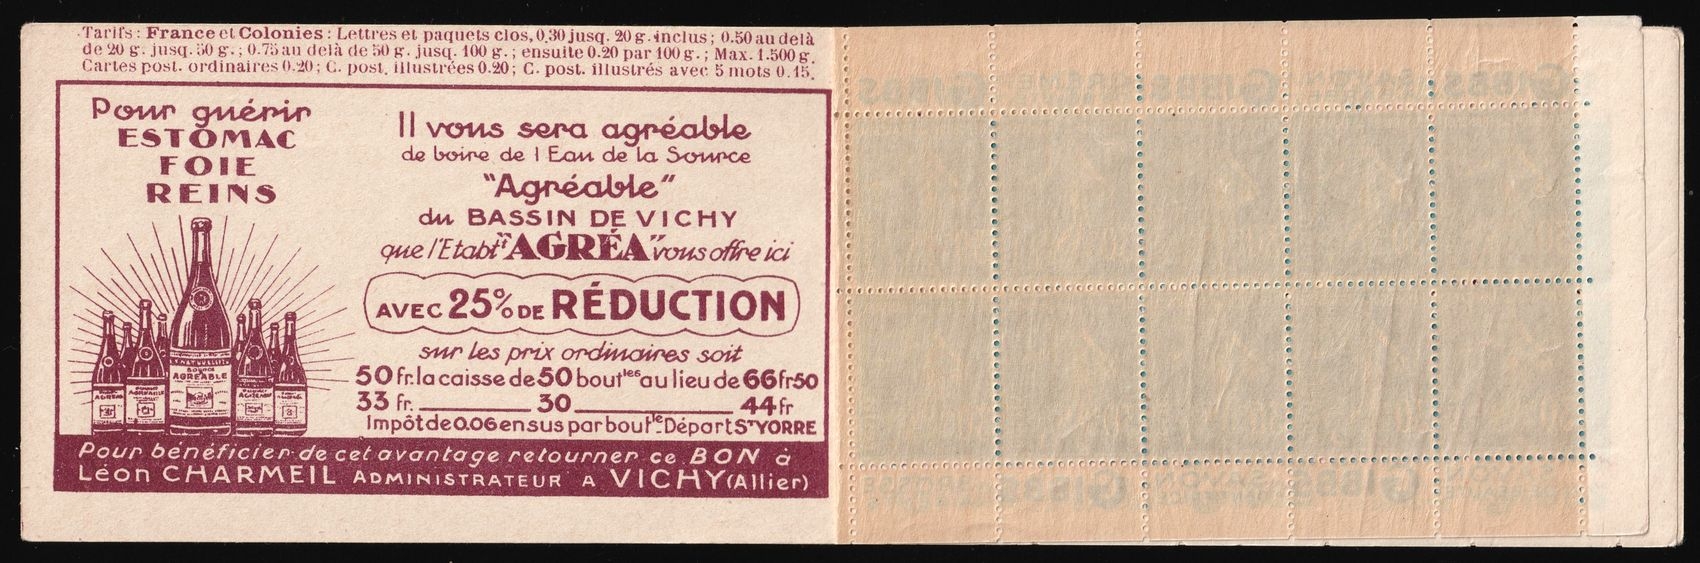 Tarifs : France et Colonies : Lettres et paquets clos, 0,30 jusq. 20 g. inclus ; 0.50 au delà
de 20 g. jusq. 50 g. ; 0.75 au delà de 50 g. jusq. 100 g. ; ensuite 0.20 par 100 g. ; Max. 1.500 g.
Cartes post. ordinaires 0.20 ; C. post. illustrées 0.20 ; C. post. illustrés avec 5 mots 0.15.
Pour guérir
ESTOMAC
FOIE
REINS
Il vous sera agréable
de boire de l Eau de la Source
"Agréable"
du BASSIN DE VICHY
que l'Etabt "AGRÉA" vous offre ici
AVEC 25% DE RÉDUCTION
sur les prix ordinaires soit
50 fr. la caisse de 50 boutles au lieu de 66 fr 50
33 fr. ____ 30 ____ 44 fr
Impôt de 0.06 en sus par boutle Départ ST YORRE
AGRÉABLE
Pour bénéficier de cet avantage retourner ce BON à
Léon CHARMEIL ADMINISTRATEUR A VICHY (Allier)